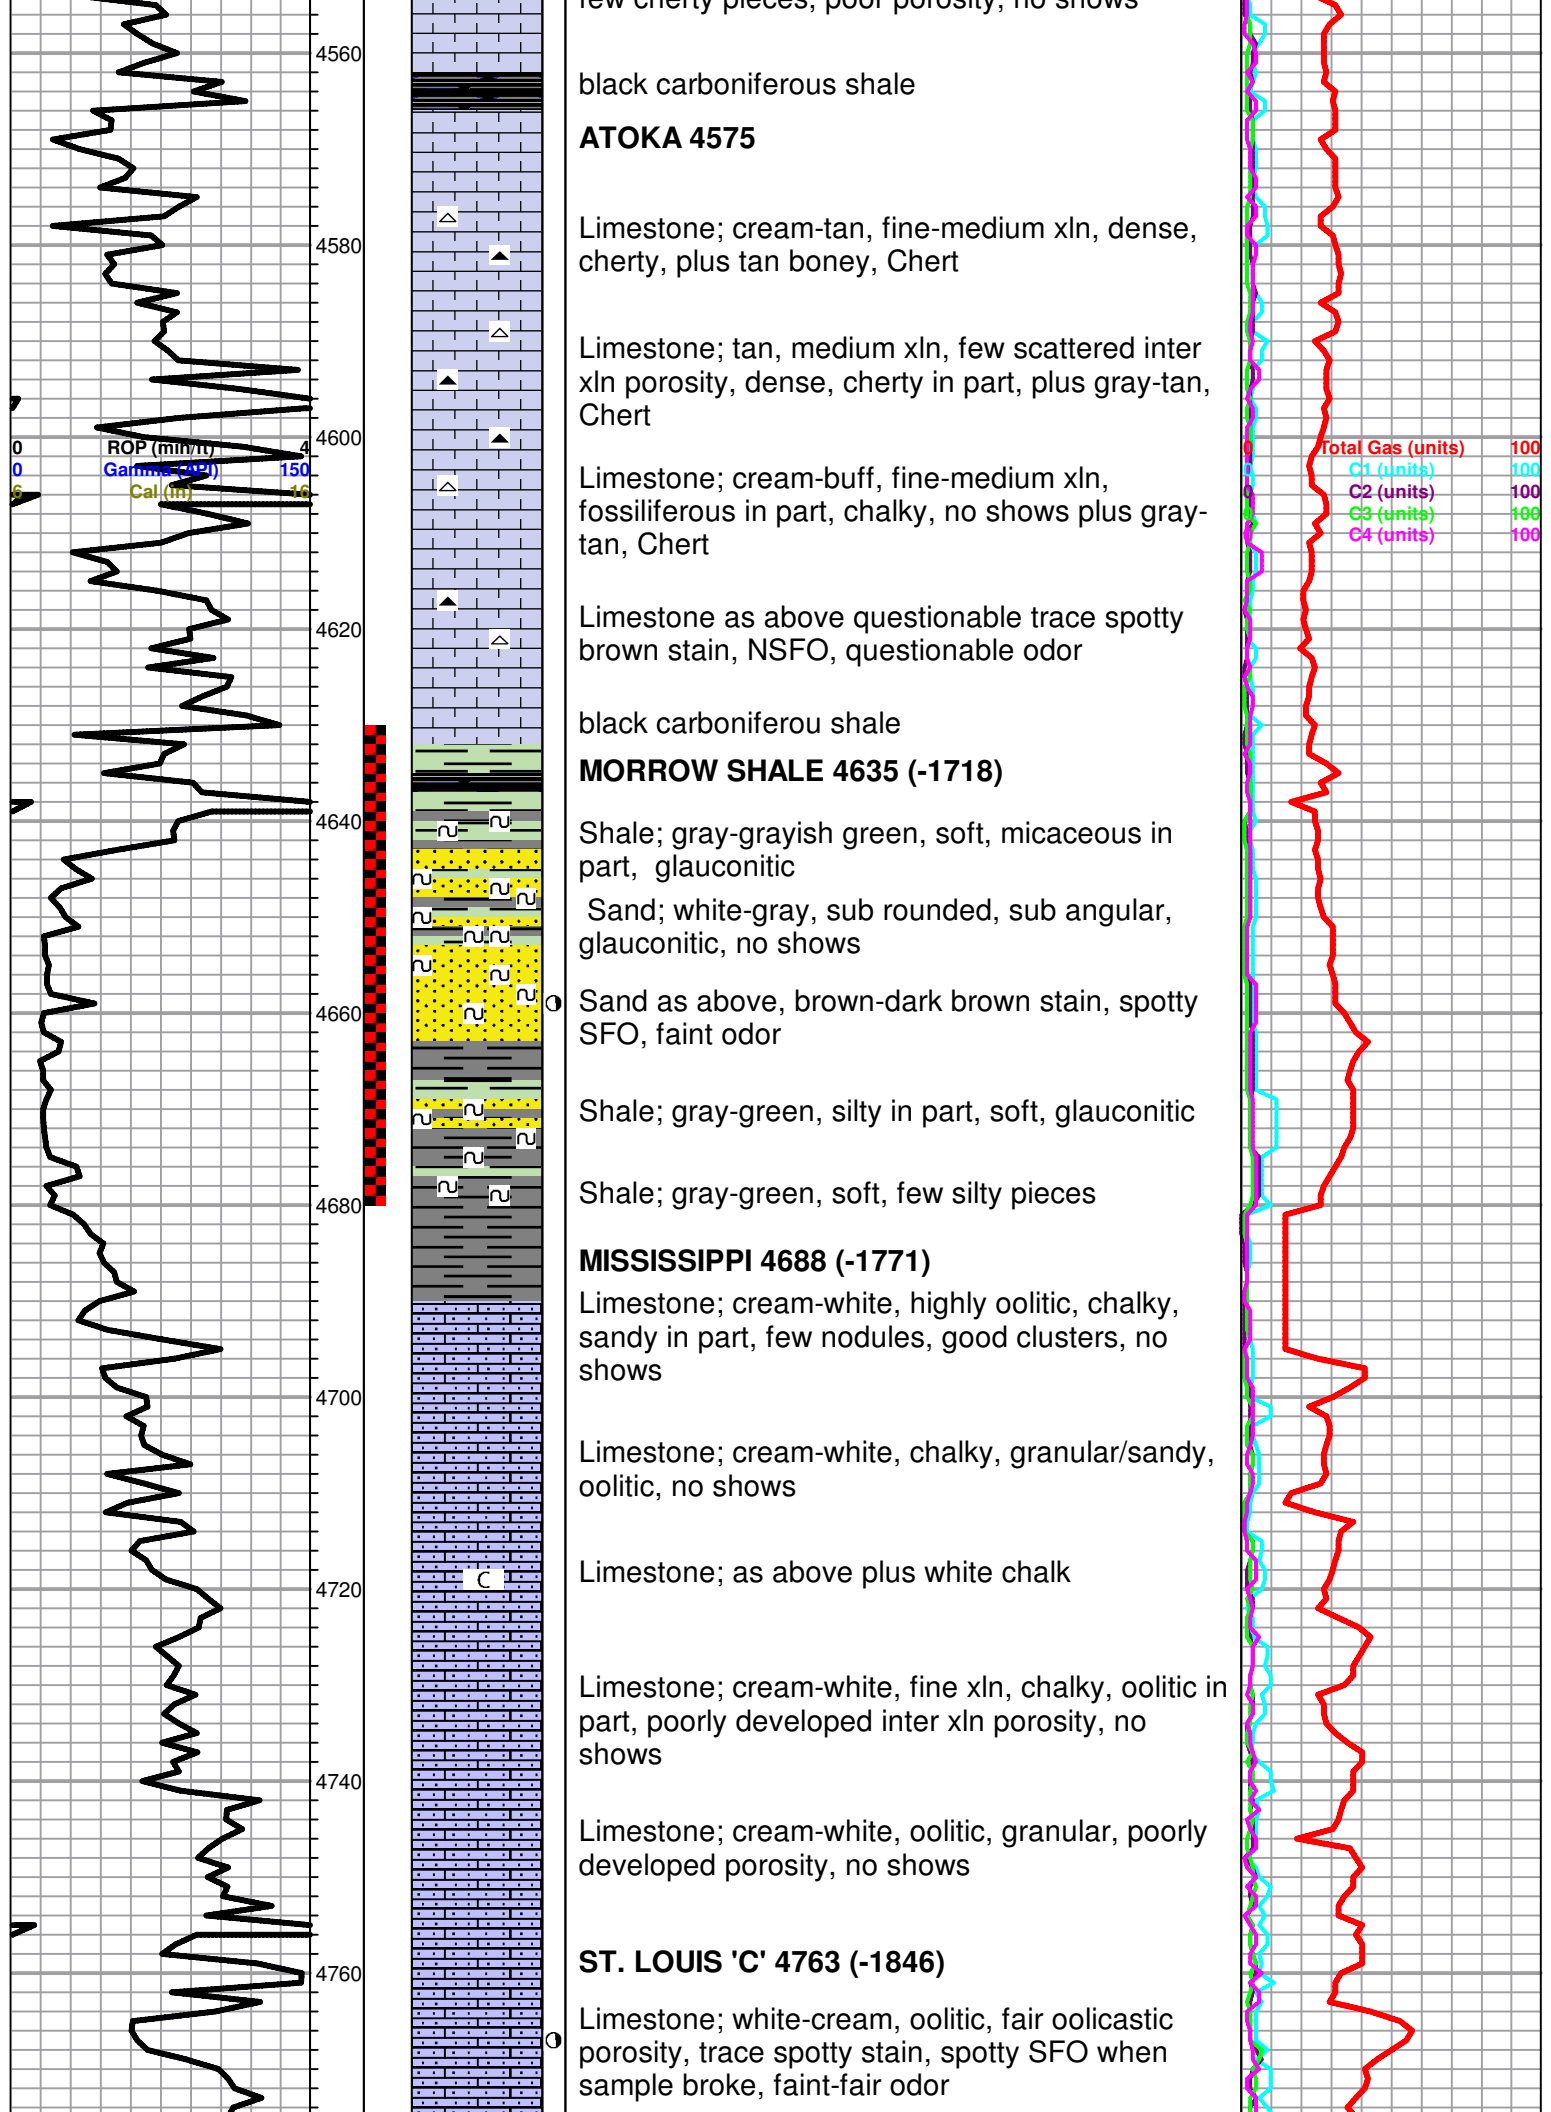 few cherty pieces, poor porosity, no shows
4560
black carboniferous shale
ATOKA 4575
Limestone; cream-tan, fine-medium xln, dense,
cherty, plus tan boney, Chert
4580
Limestone; tan, medium xln, few scattered inter
xln porosity, dense, cherty in part, plus gray-tan,
Chert
4600
0 ROP (min/ft) 4
0 Gamma (API) 150
6 Cal (in) 16
0 Total Gas (units) 100
0 C1 (units) 100
0 C2 (units) 100
0 C3 (units) 100
0 C4 (units) 100
Limestone; cream-buff, fine-medium xln,
fossiliferous in part, chalky, no shows plus gray-
tan, Chert
Limestone as above questionable trace spotty
brown stain, NSFO, questionable odor
4620
black carboniferou shale
MORROW SHALE 4635 (-1718)
4640
Shale; gray-grayish green, soft, micaceous in
part, glauconitic
Sand; white-gray, sub rounded, sub angular,
glauconitic, no shows
Sand as above, brown-dark brown stain, spotty
SFO, faint odor
4660
Shale; gray-green, silty in part, soft, glauconitic
Shale; gray-green, soft, few silty pieces
4680
MISSISSIPPI 4688 (-1771)
Limestone; cream-white, highly oolitic, chalky,
sandy in part, few nodules, good clusters, no
shows
4700
Limestone; cream-white, chalky, granular/sandy,
oolitic, no shows
Limestone; as above plus white chalk
C
4720
Limestone; cream-white, fine xln, chalky, oolitic in
part, poorly developed inter xln porosity, no
shows
4740
Limestone; cream-white, oolitic, granular, poorly
developed porosity, no shows
ST. LOUIS 'C' 4763 (-1846)
4760
Limestone; white-cream, oolitic, fair oolicastic
porosity, trace spotty stain, spotty SFO when
sample broke, faint-fair odor